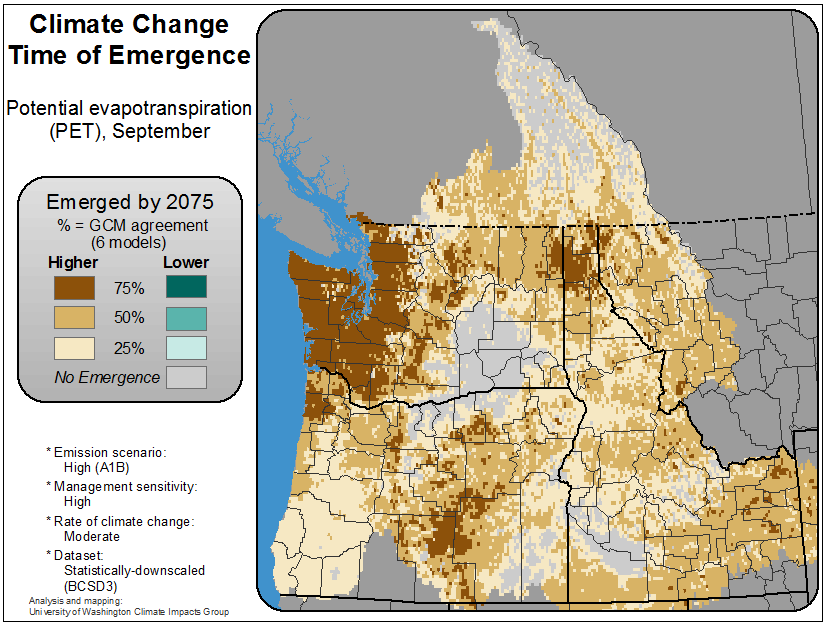 Climate Change
Time of Emergence
Potential evapotranspiration
(PET), September
Emerged by 2075
% = GCM agreement
(6 models)
Higher Lower
75%
50%
25%
No Emergence
* Emission scenario:
High (A1B)
* Management sensitivity:
High
* Rate of climate change:
Moderate
* Dataset:
Statistically-downscaled
(BCSD3)
Analysis and mapping:
University of Washington Climate Impacts Group